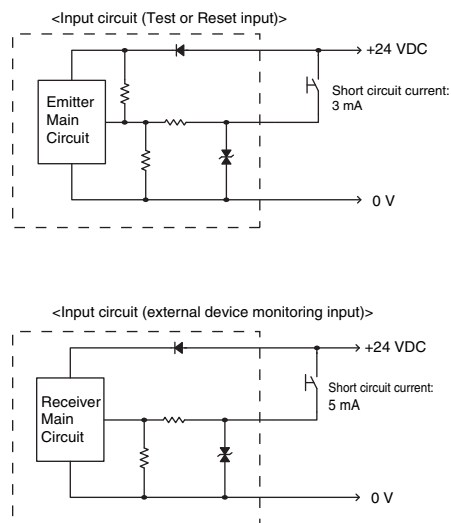 <Input circuit (Test or Reset input)>
+24 VDC
Short circuit current:
3 mA
Emitter
Main
Circuit
0 V
<Input circuit (external device monitoring input)>
+24 VDC
Short circuit current:
5 mA
Receiver
Main
Circuit
0 V